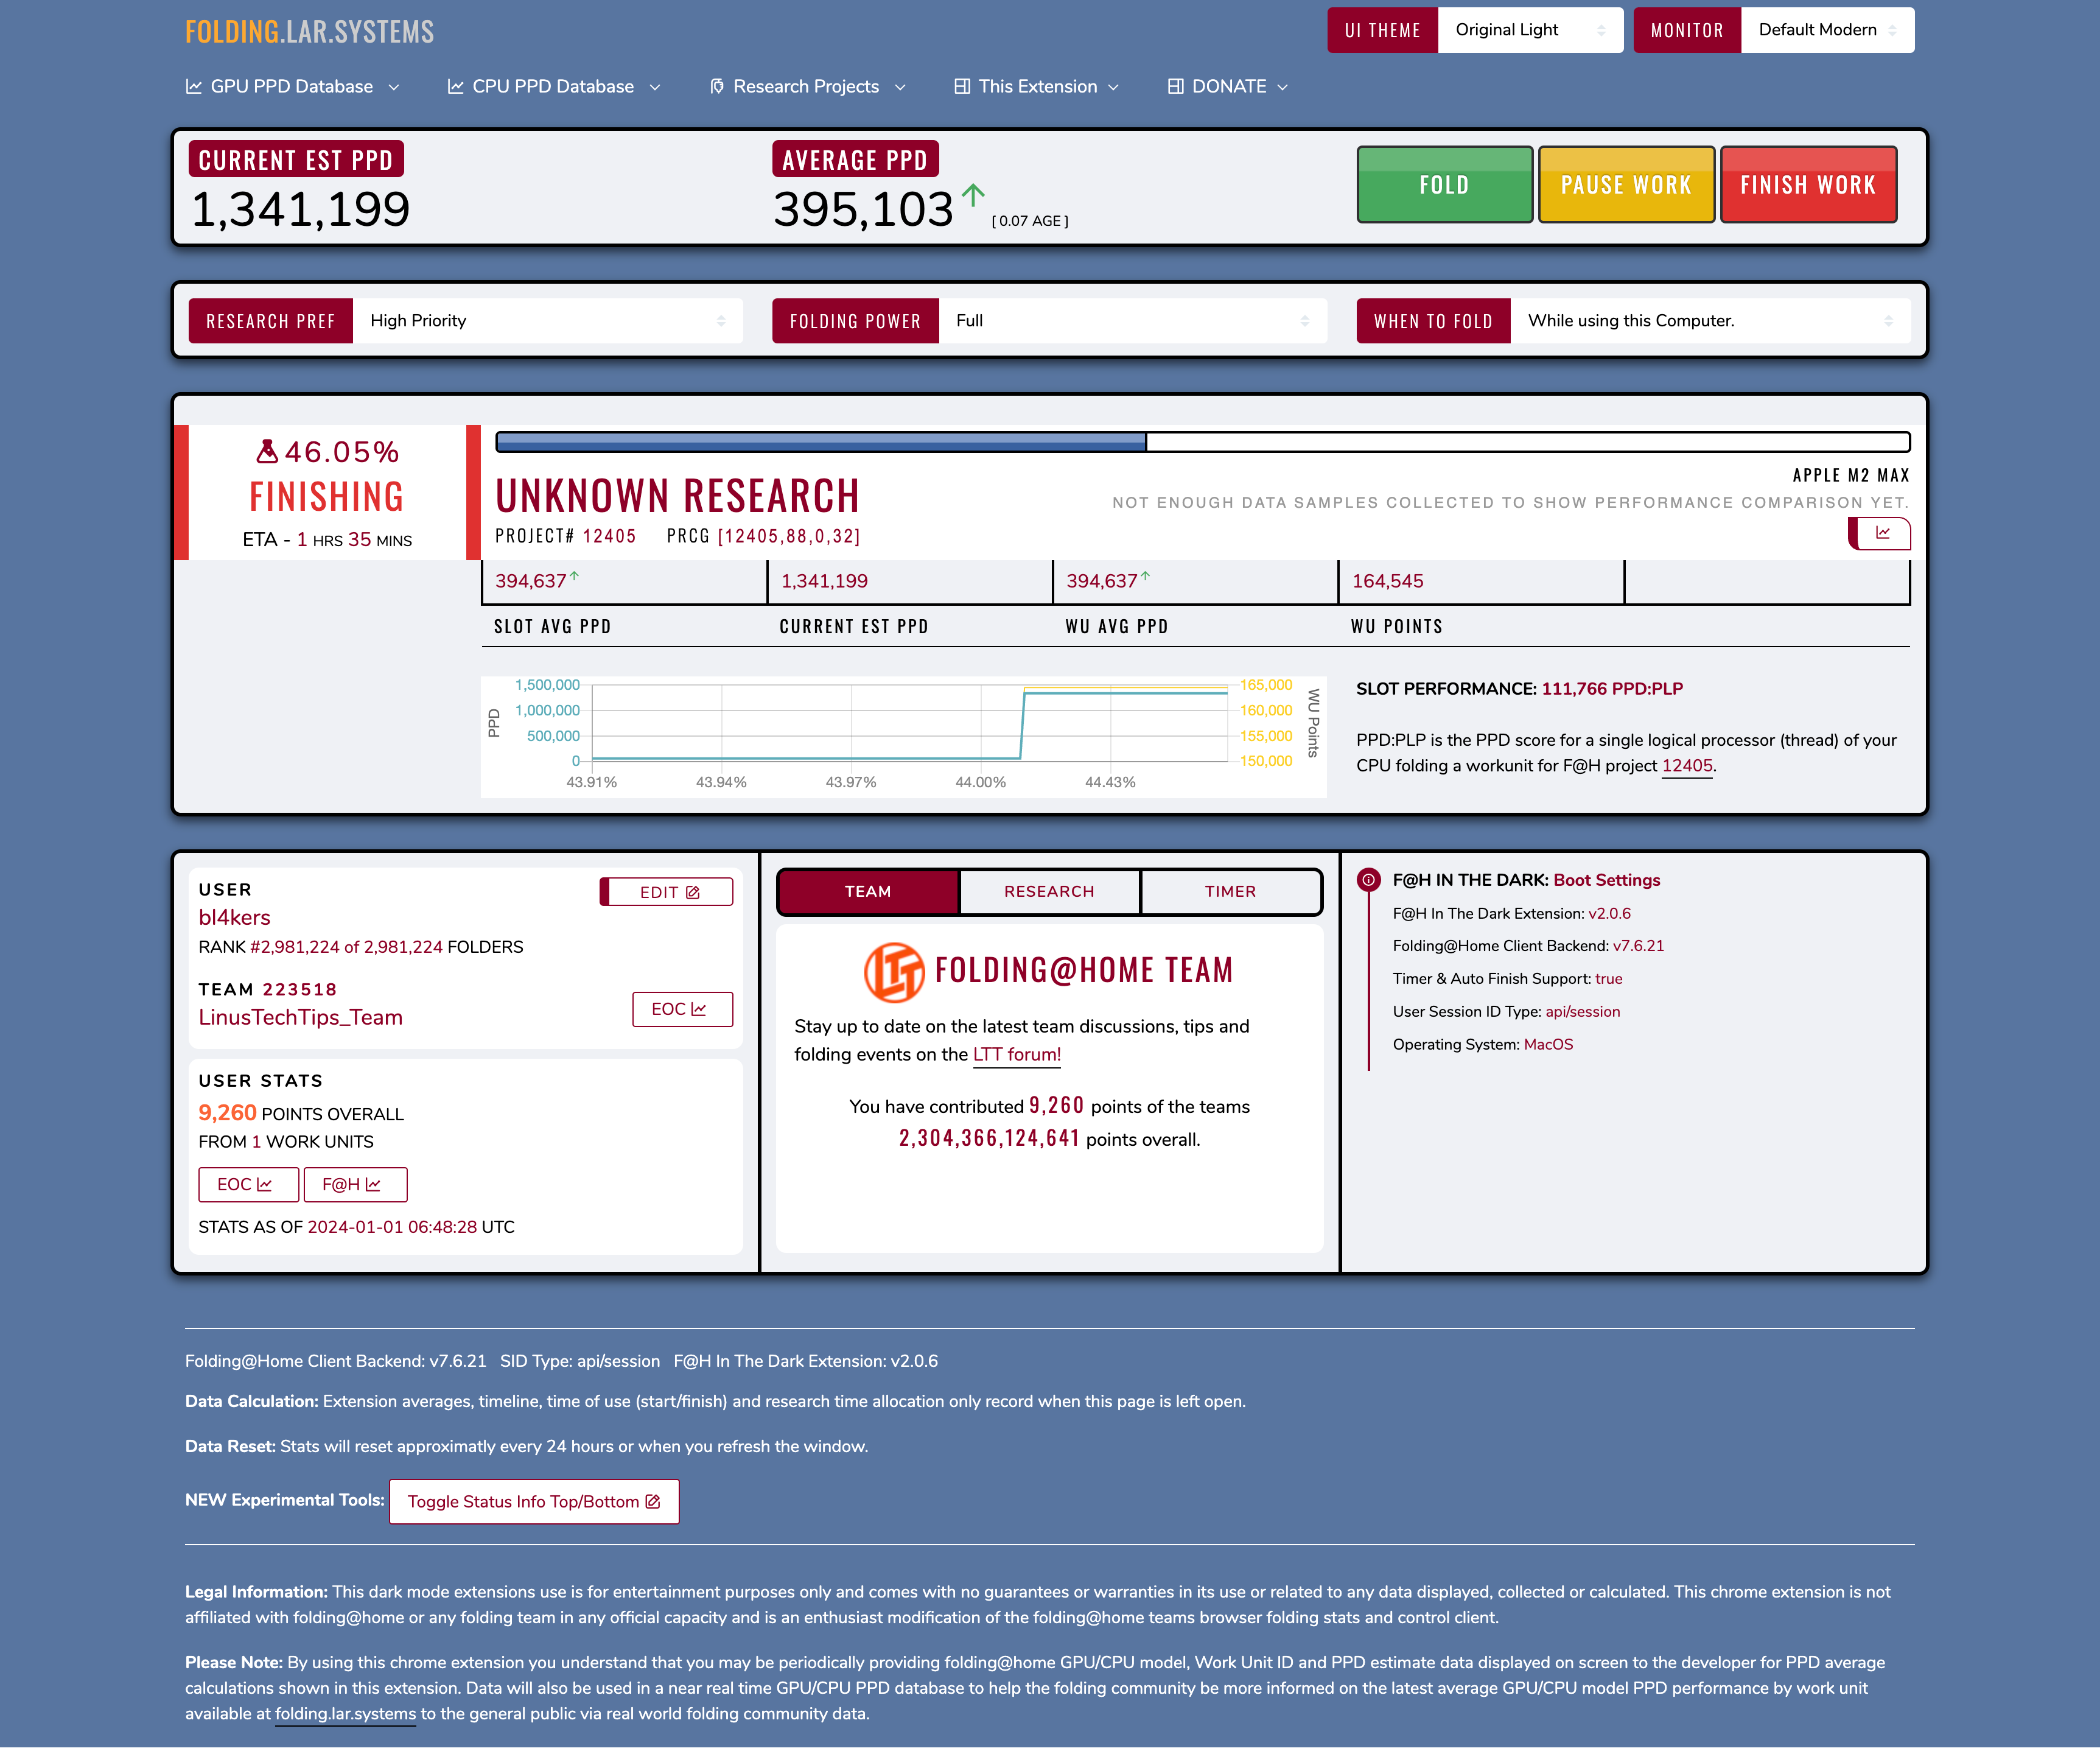 FOLDING.LAR.SYSTEMS
UI THEME Original Light MONITOR Default Modern
GPU PPD Database CPU PPD Database Research Projects This Extension DONATE
CURRENT EST PPD
1,341,199
AVERAGE PPD
395,103 [ 0.07 AGE ]
FOLD PAUSE WORK FINISH WORK
RESEARCH PREF High Priority FOLDING POWER Full WHEN TO FOLD While using this Computer.
46.05%
FINISHING
ETA - 1 HRS 35 MINS
UNKNOWN RESEARCH
PROJECT# 12405 PRCG [12405,88,0,32]
APPLE M2 MAX
NOT ENOUGH DATA SAMPLES COLLECTED TO SHOW PERFORMANCE COMPARISON YET.
394,637 1,341,199 394,637 164,545
SLOT AVG PPD CURRENT EST PPD WU AVG PPD WU POINTS
PPD
1,500,000
1,000,000
500,000
0
43.91% 43.94% 43.97% 44.00% 44.43%
165,000
160,000
155,000
150,000
WU Points
SLOT PERFORMANCE: 111,766 PPD:PLP
PPD:PLP is the PPD score for a single logical processor (thread) of your
CPU folding a workunit for F@H project 12405.
USER
EDIT
bl4kers
RANK #2,981,224 of 2,981,224 FOLDERS
TEAM 223518
LinusTechTips_Team
EOC
USER STATS
9,260 POINTS OVERALL
FROM 1 WORK UNITS
EOC F@H
STATS AS OF 2024-01-01 06:48:28 UTC
TEAM RESEARCH TIMER
LTT FOLDING@HOME TEAM
Stay up to date on the latest team discussions, tips and
folding events on the LTT forum!
You have contributed 9,260 points of the teams
2,304,366,124,641 points overall.
F@H IN THE DARK: Boot Settings
F@H In The Dark Extension: v2.0.6
Folding@Home Client Backend: v7.6.21
Timer & Auto Finish Support: true
User Session ID Type: api/session
Operating System: MacOS
Folding@Home Client Backend: v7.6.21 SID Type: api/session F@H In The Dark Extension: v2.0.6
Data Calculation: Extension averages, timeline, time of use (start/finish) and research time allocation only record when this page is left open.
Data Reset: Stats will reset approximatly every 24 hours or when you refresh the window.
NEW Experimental Tools: Toggle Status Info Top/Bottom
Legal Information: This dark mode extensions use is for entertainment purposes only and comes with no guarantees or warranties in its use or related to any data displayed, collected or calculated. This chrome extension is not
affiliated with folding@home or any folding team in any official capacity and is an enthusiast modification of the folding@home teams browser folding stats and control client.
Please Note: By using this chrome extension you understand that you may be periodically providing folding@home GPU/CPU model, Work Unit ID and PPD estimate data displayed on screen to the developer for PPD average
calculations shown in this extension. Data will also be used in a near real time GPU/CPU PPD database to help the folding community be more informed on the latest average GPU/CPU model PPD performance by work unit
available at folding.lar.systems to the general public via real world folding community data.